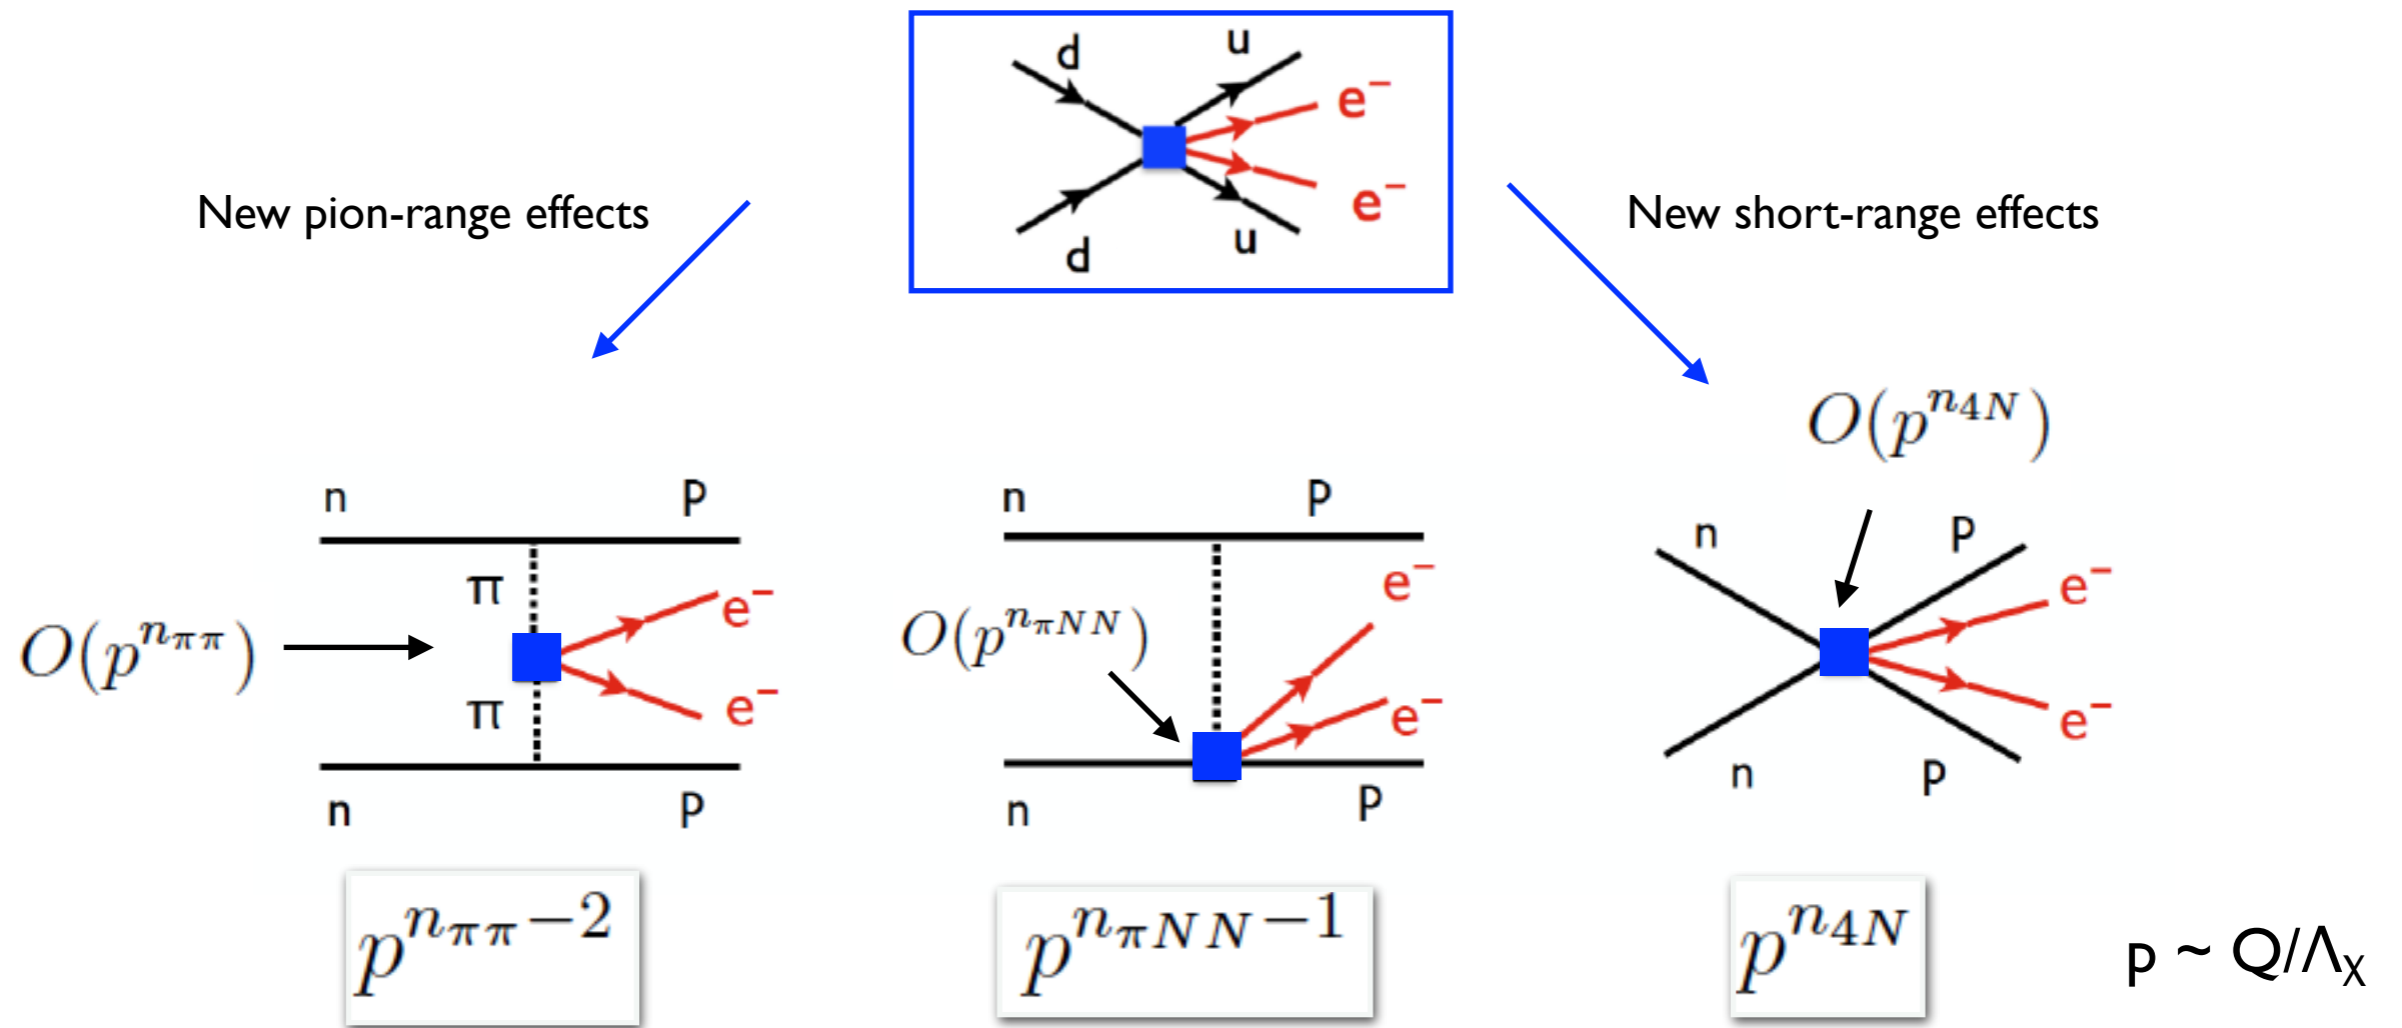 d
u
e⁻
e⁻
d
u
New pion-range effects
New short-range effects
O(p^{n_{4N}})
n
p
π
e⁻
O(p^{n_{ππ}})
π
e⁻
n
p
n
p
e⁻
O(p^{n_{πNN}})
e⁻
n
p
n
p
e⁻
e⁻
n
p
p^{n_{ππ}-2}
p^{n_{πNN}-1}
p^{n_{4N}}
p ~ Q/Λ_χ